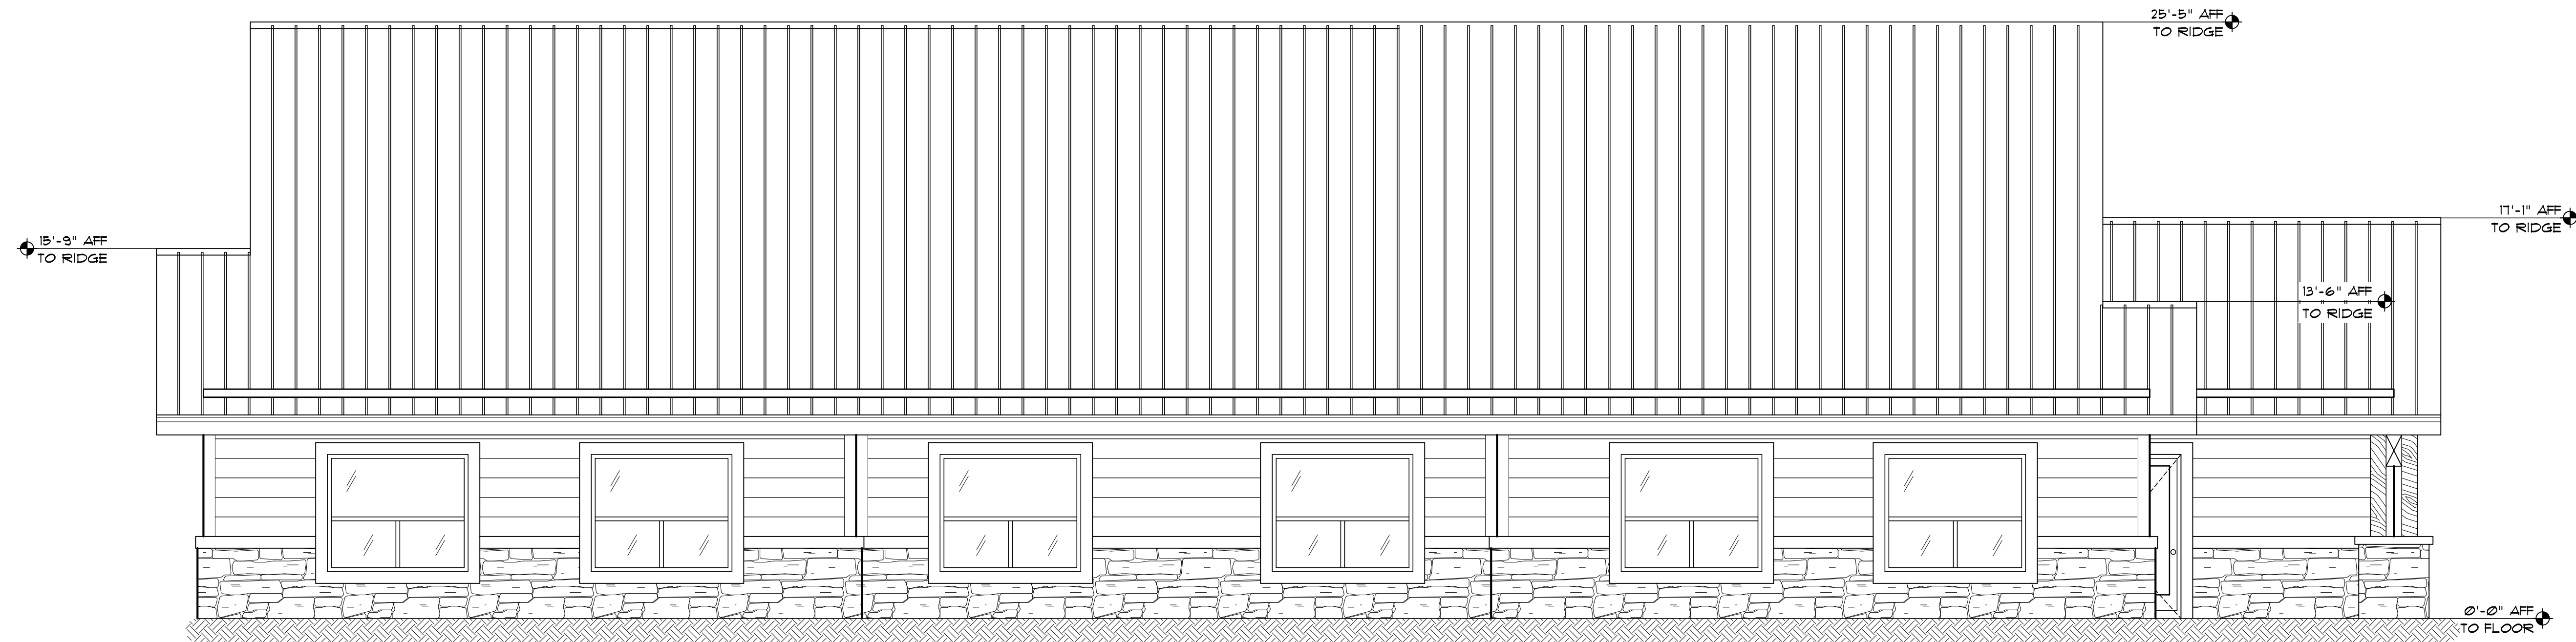 25'-5" AFF
TO RIDGE
17'-1" AFF
TO RIDGE
15'-9" AFF
TO RIDGE
13'-6" AFF
TO RIDGE
0'-0" AFF
TO FLOOR